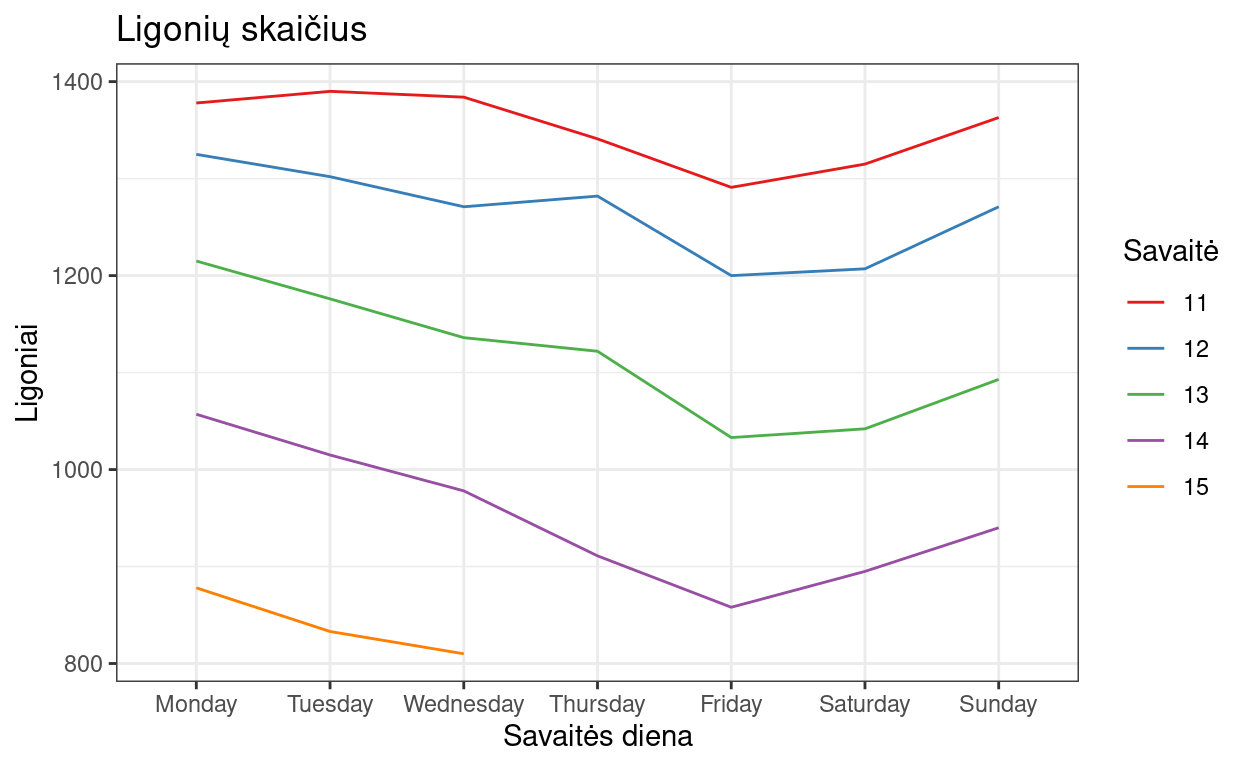 Ligonių skaičius
1400
1200
1000
800
Ligoniai
Monday Tuesday Wednesday Thursday Friday Saturday Sunday
Savaitės diena
Savaitė
11
12
13
14
15